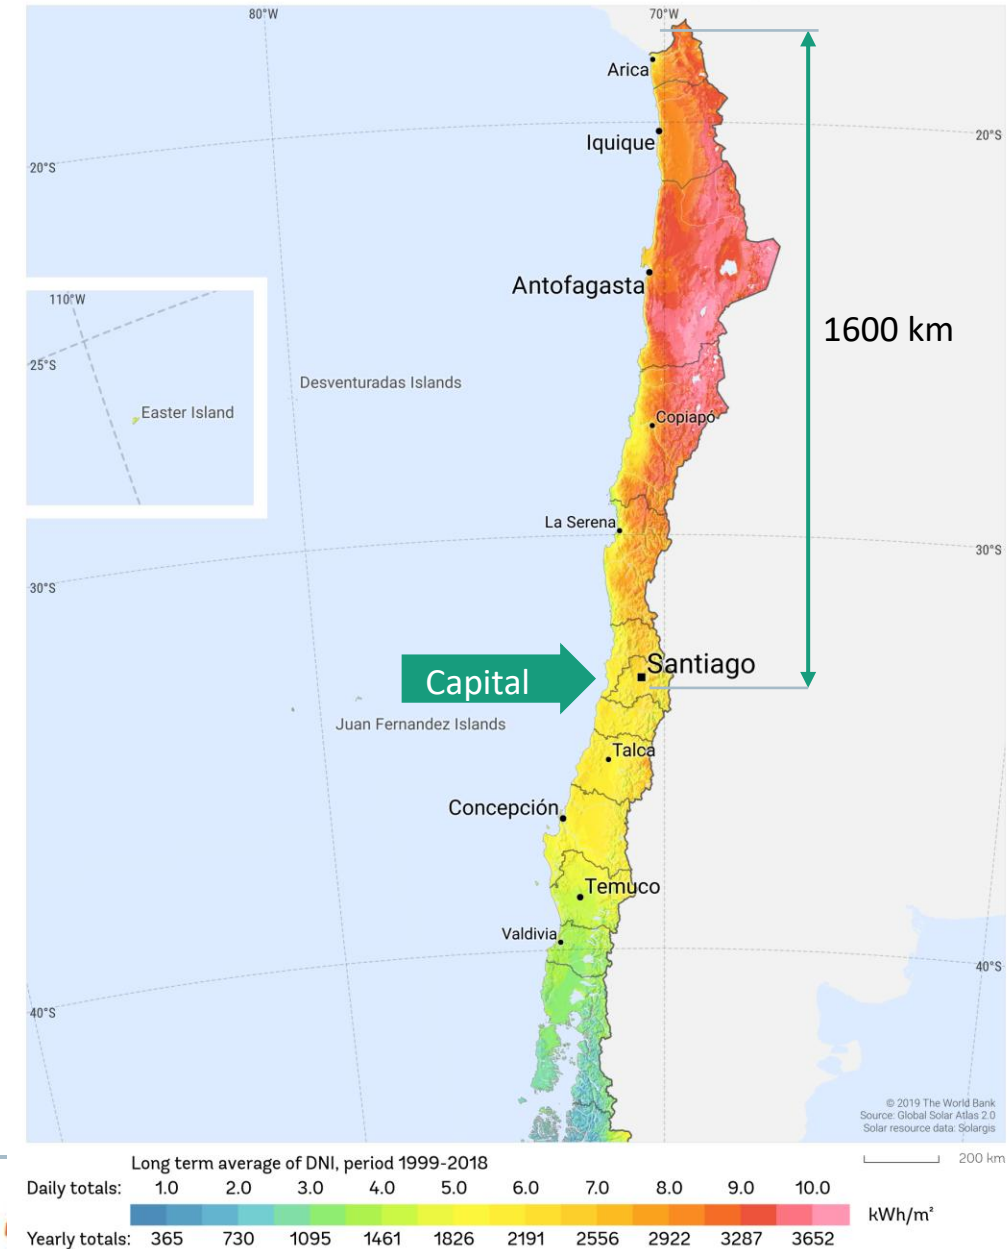 80°W 70°W
Arica
Iquique
20°S 20°S
Antofagasta
110°W
1600 km
25°S
Desventuradas Islands
Easter Island
Copiapó
La Serena
30°S
30°S
Santiago
Capital
Juan Fernandez Islands
Talca
Concepción
Temuco
Valdivia
40°S
40°S
© 2019 The World Bank
Source: Global Solar Atlas 2.0
Solar resource data: Solargis
200 km
Long term average of DNI, period 1999-2018
Daily totals: 1.0 2.0 3.0 4.0 5.0 6.0 7.0 8.0 9.0 10.0
kWh/m²
Yearly totals: 365 730 1095 1461 1826 2191 2556 2922 3287 3652